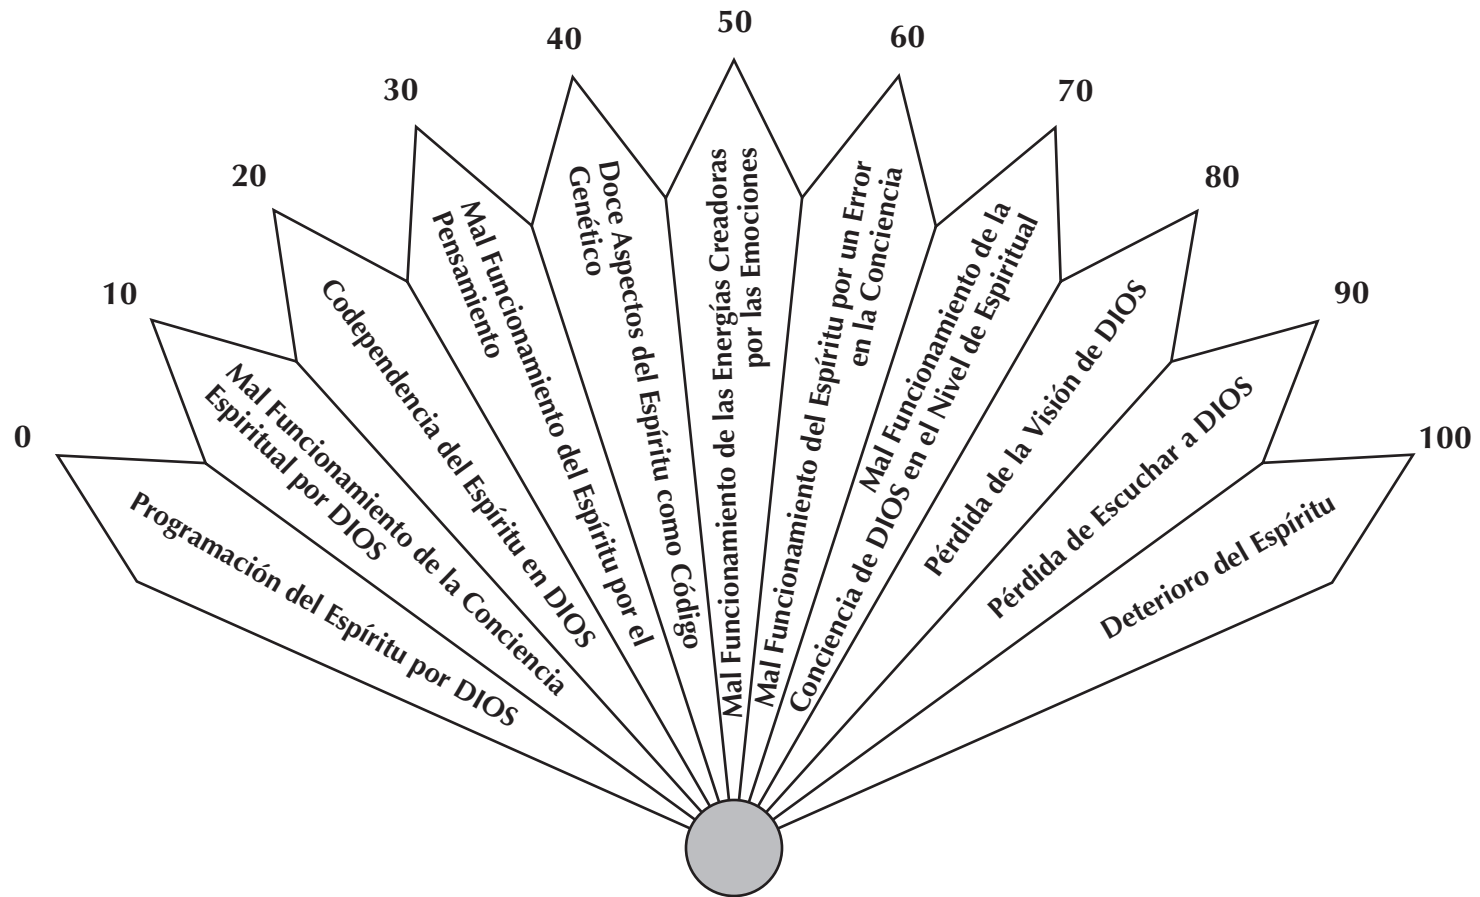 0
Programación del Espíritu por DIOS
10
Mal Funcionamiento de la Conciencia
Espiritual por DIOS
20
Codependencia del Espíritu en DIOS
30
Mal Funcionamiento del Espíritu por el
Pensamiento
40
Doce Aspectos del Espíritu como Código
Genético
50
Mal Funcionamiento de las Energías Creadoras
por las Emociones
60
Mal Funcionamiento del Espíritu por un Error
en la Conciencia
70
Mal Funcionamiento de la
Conciencia de DIOS en el Nivel de Espiritual
80
Pérdida de la Visión de DIOS
90
Pérdida de Escuchar a DIOS
100
Deterioro del Espíritu